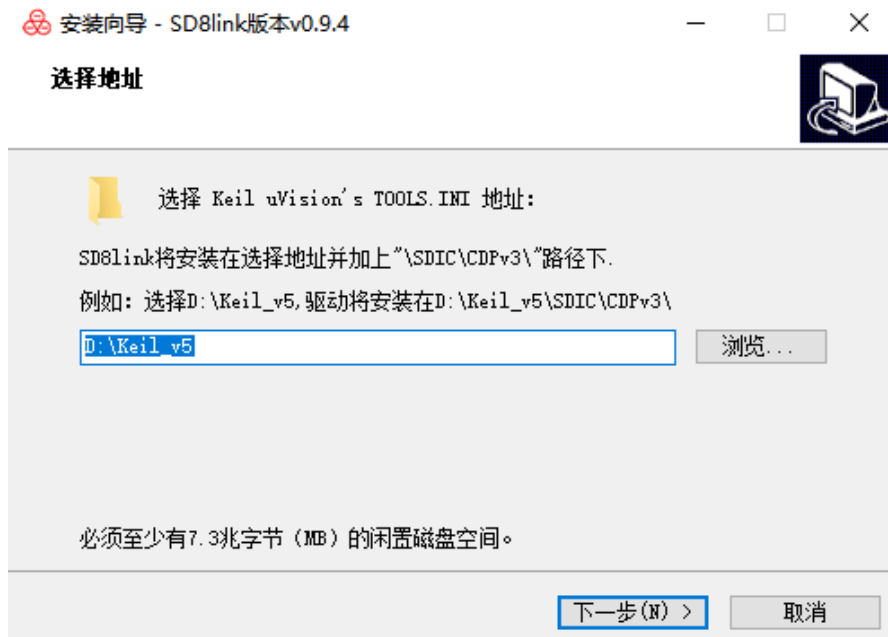 安装向导 - SD8link版本v0.9.4
选择地址
选择 Keil uVision's TOOLS.INI 地址:
SD8link将安装在选择地址并加上"\SDIC\CDPv3\"路径下.
例如: 选择D:\Keil_v5,驱动将安装在D:\Keil_v5\SDIC\CDPv3\
D:\Keil_v5
浏览...
必须至少有7.3兆字节（MB）的闲置磁盘空间。
下一步(N) >
取消